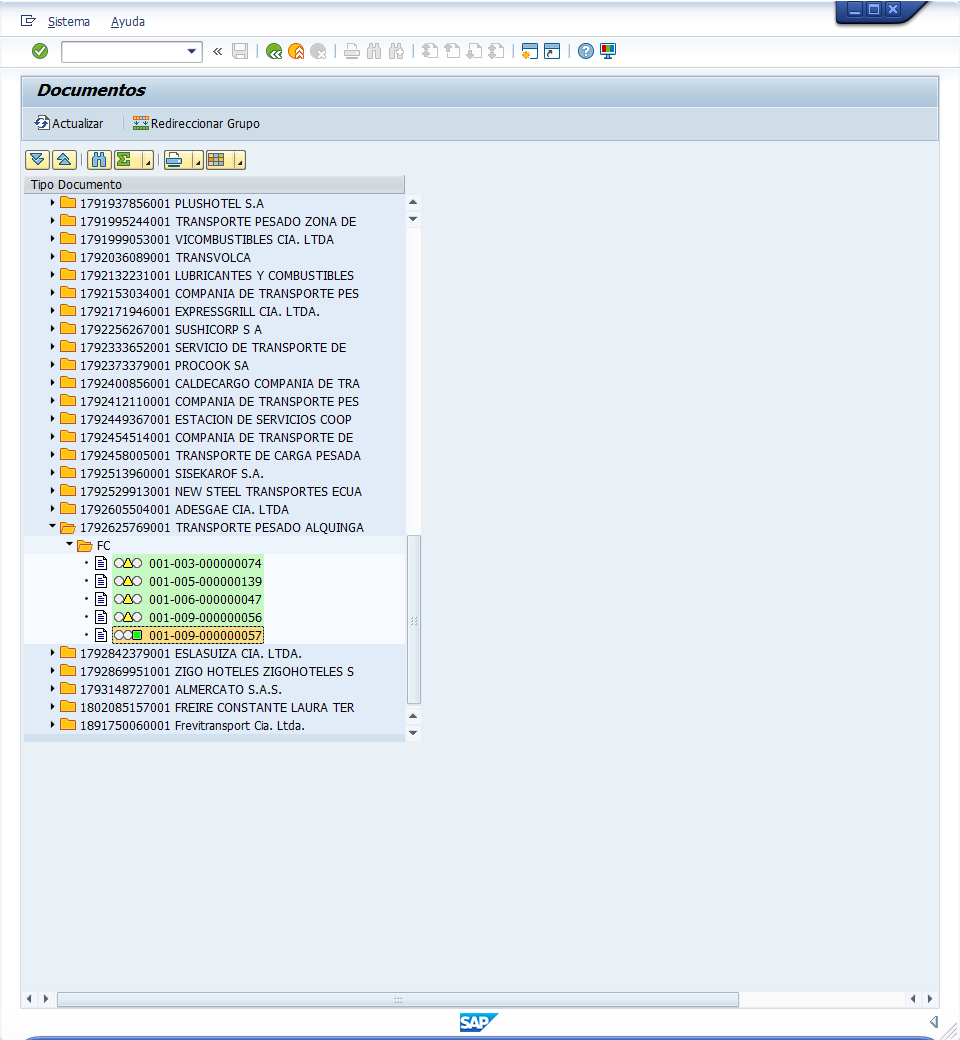 Sistema Ayuda
Documentos
Actualizar Redireccionar Grupo
Tipo Documento
1791937856001 PLUSHOTEL S.A
1791995244001 TRANSPORTE PESADO ZONA DE
1791999053001 VICOMBUSTIBLES CIA. LTDA
1792036089001 TRANSVOLCA
1792132231001 LUBRICANTES Y COMBUSTIBLES
1792153034001 COMPANIA DE TRANSPORTE PES
1792171946001 EXPRESSGRILL CIA. LTDA.
1792256267001 SUSHICORP S A
1792333652001 SERVICIO DE TRANSPORTE DE
1792373379001 PROCOOK SA
1792400856001 CALDECARGO COMPANIA DE TRA
1792412110001 COMPANIA DE TRANSPORTE PES
1792449367001 ESTACION DE SERVICIOS COOP
1792454514001 COMPANIA DE TRANSPORTE DE
1792458005001 TRANSPORTE DE CARGA PESADA
1792513960001 SISEKAROF S.A.
1792529913001 NEW STEEL TRANSPORTES ECUA
1792605504001 ADESGAE CIA. LTDA
1792625769001 TRANSPORTE PESADO ALQUINGA
FC
001-003-000000074
001-005-000000139
001-006-000000047
001-009-000000056
001-009-000000057
1792842379001 ESLASUIZA CIA. LTDA.
1792869951001 ZIGO HOTELES ZIGOHOTELES S
1793148727001 ALMERCATO S.A.S.
1802085157001 FREIRE CONSTANTE LAURA TER
1891750060001 Frevitransport Cia. Ltda.
SAP